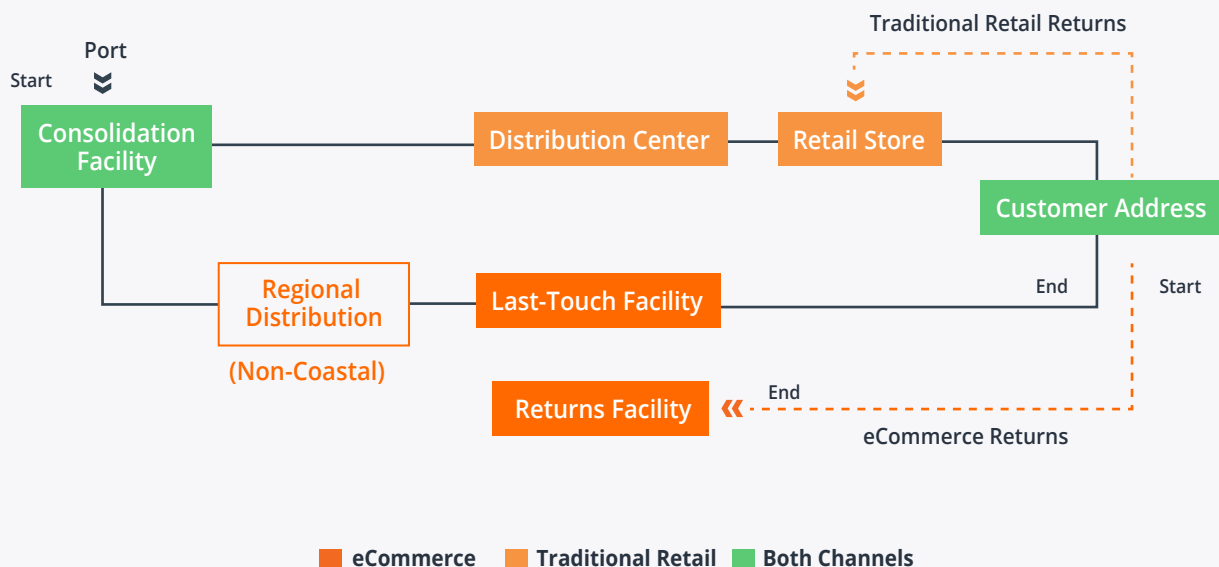 Traditional Retail Returns
Port
Start
Consolidation
Facility
Distribution Center
Retail Store
Customer Address
Regional
Distribution
(Non-Coastal)
Last-Touch Facility
End
Start
Returns Facility
End
eCommerce Returns
eCommerce
Traditional Retail
Both Channels